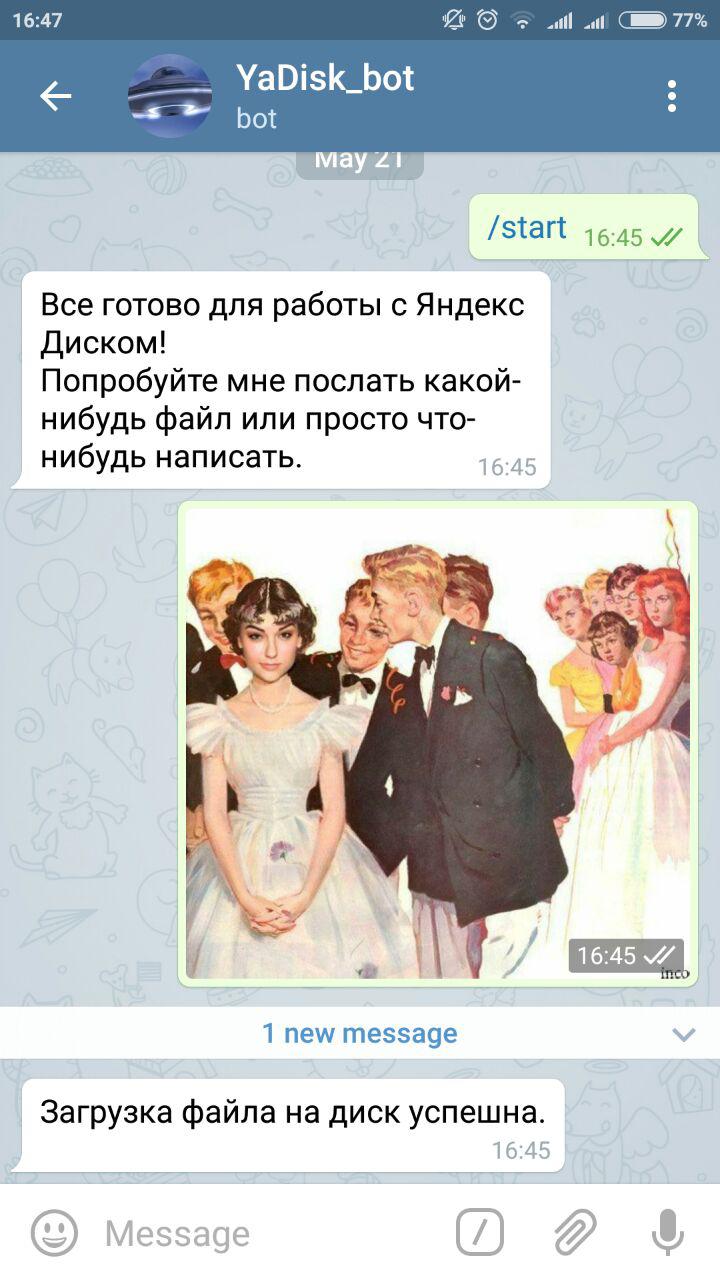 16:47
77%
YaDisk_bot
bot
May 21
/start 16:45
Все готово для работы с Яндекс
Диском!
Попробуйте мне послать какой-
нибудь файл или просто что-
нибудь написать.
16:45
16:45
inco
1 new message
Загрузка файла на диск успешна.
16:45
Message